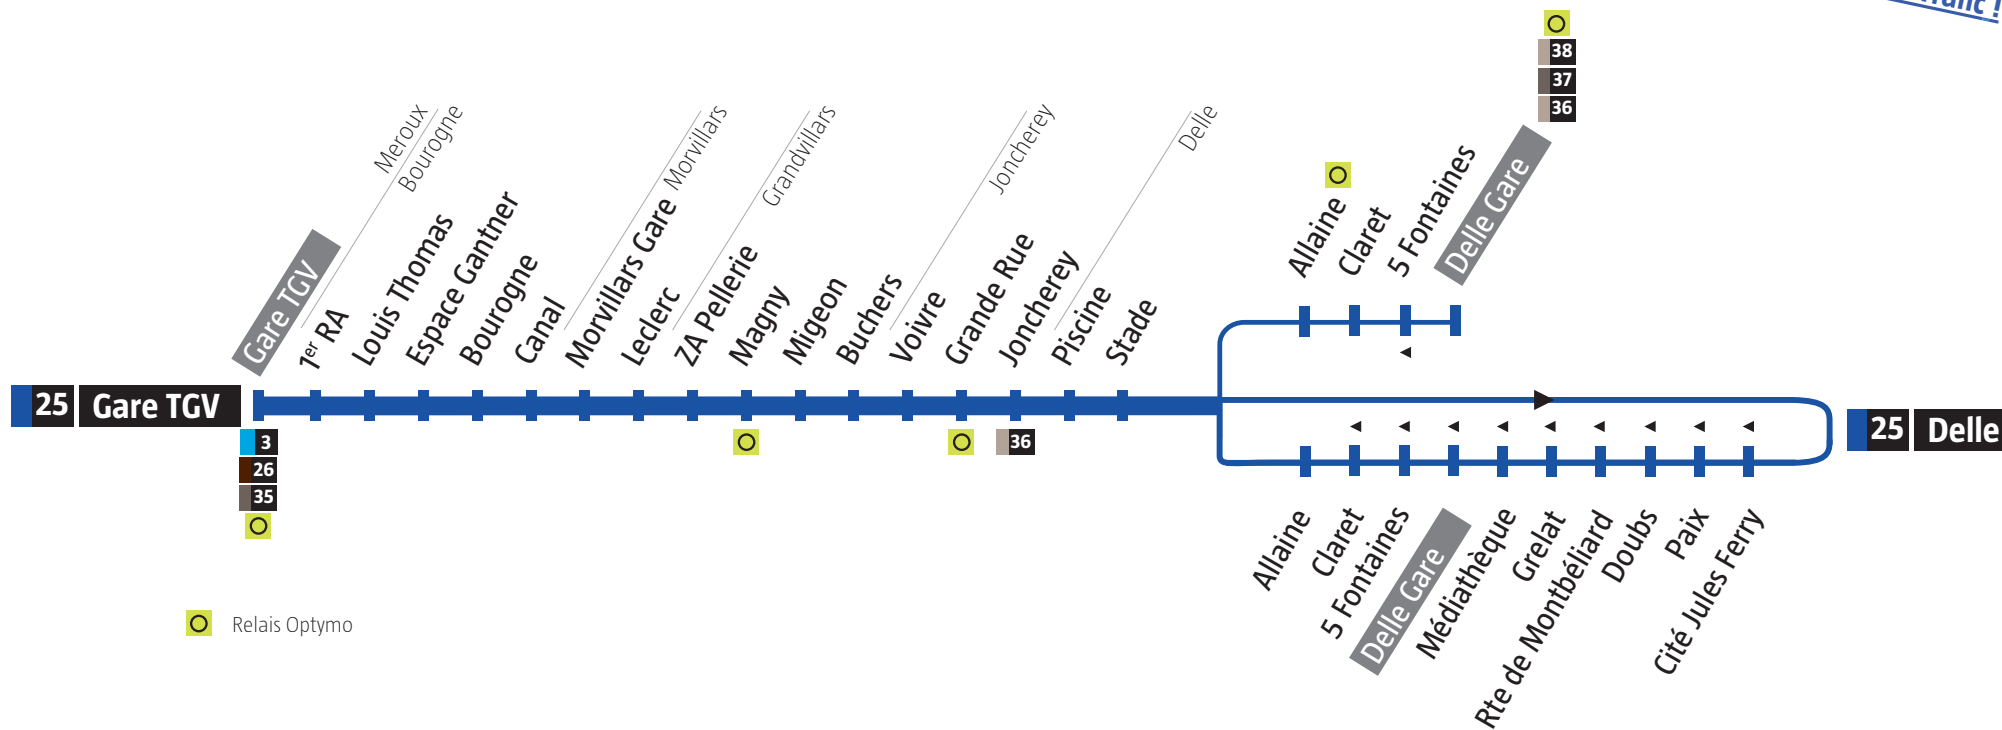 38
37
36
Meroux
Bourogne
Morvillars
Grandvillars
Joncherey
Delle
Gare TGV
1er RA
Louis Thomas
Espace Gantner
Bourogne
Canal
Morvillars Gare
Leclerc
ZA Pellerie
Magny
Migeon
Buchers
Voivre
Grande Rue
Joncherey
Piscine
Stade
Allaine
Claret
5 Fontaines
Delle Gare
25 Gare TGV
25 Delle
3
26
35
36
Allaine
Claret
5 Fontaines
Delle Gare
Médiathèque
Grelat
Rte de Montbéliard
Doubs
Paix
Cité Jules Ferry
Relais Optymo